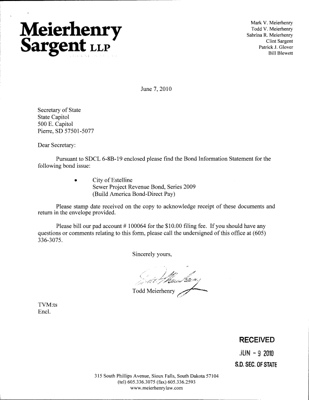 Meierhenry
Sargent LLP
Mark V. Meierhenry
Todd V. Meierhenry
Sabrina R. Meierhenry
Clint Sargent
Patrick J. Glover
Bill Blewett
June 7, 2010
Secretary of State
State Capitol
500 E. Capitol
Pierre, SD 57501-5077
Dear Secretary:
Pursuant to SDCL 6-8B-19 enclosed please find the Bond Information Statement for the
following bond issue:
• City of Estelline
Sewer Project Revenue Bond, Series 2009
(Build America Bond-Direct Pay)
Please stamp date received on the copy to acknowledge receipt of these documents and
return in the envelope provided.
Please bill our pad account # 100064 for the $10.00 filing fee. If you should have any
questions or comments relating to this form, please call the undersigned of this office at (605)
336-3075.
Sincerely yours,
Todd Meierhenry
TVM:ts
Encl.
RECEIVED
JUN - 9 2010
S.D. SEC. OF STATE
315 South Phillips Avenue, Sioux Falls, South Dakota 57104
(tel) 605.336.3075 (fax) 605.336.2593
www.meierhenrylaw.com